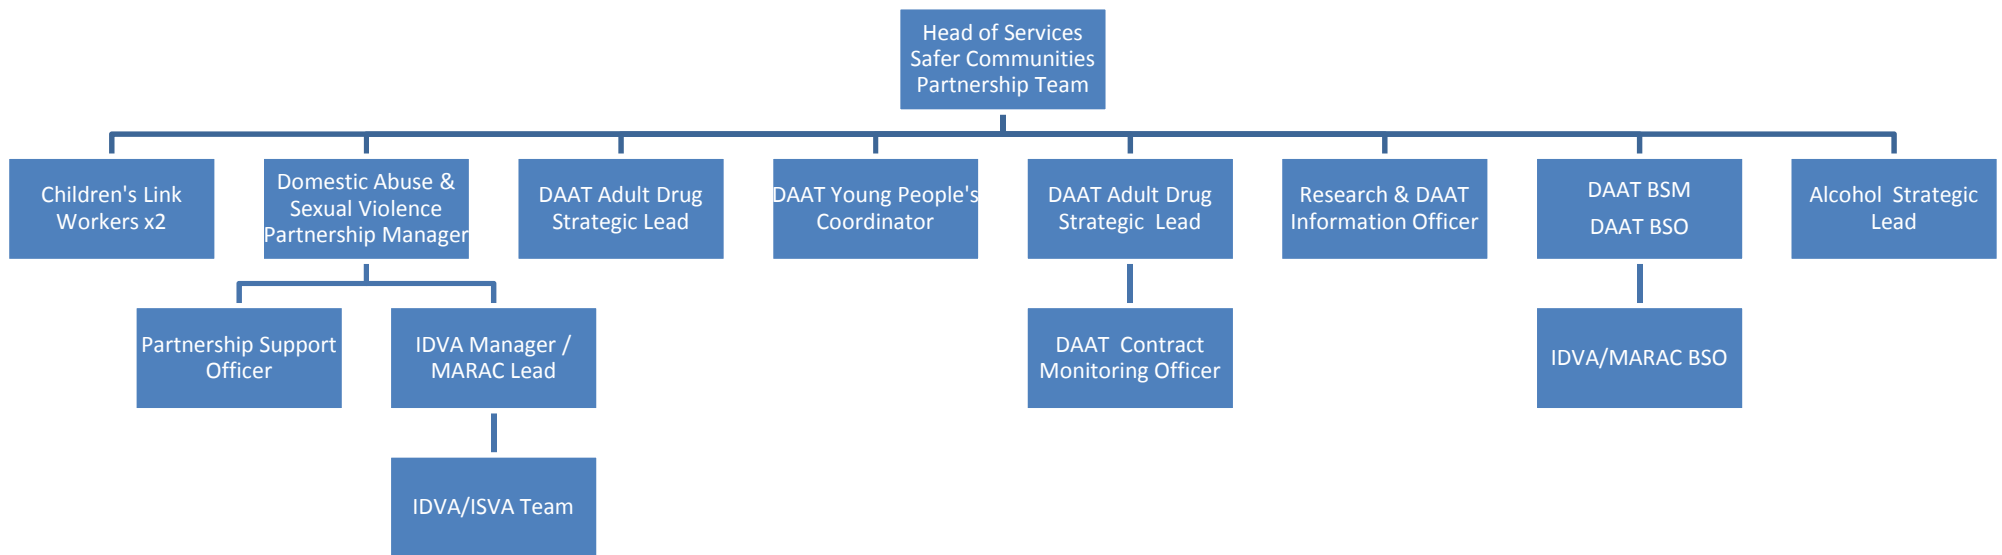 Head of Services
Safer Communities
Partnership Team
Children's Link
Workers x2
Domestic Abuse &
Sexual Violence
Partnership Manager
DAAT Adult Drug
Strategic Lead
DAAT Young People's
Coordinator
DAAT Adult Drug
Strategic  Lead
Research & DAAT
Information Officer
DAAT BSM
DAAT BSO
Alcohol  Strategic
Lead
Partnership Support
Officer
IDVA Manager /
MARAC Lead
DAAT  Contract
Monitoring Officer
IDVA/MARAC BSO
IDVA/ISVA Team